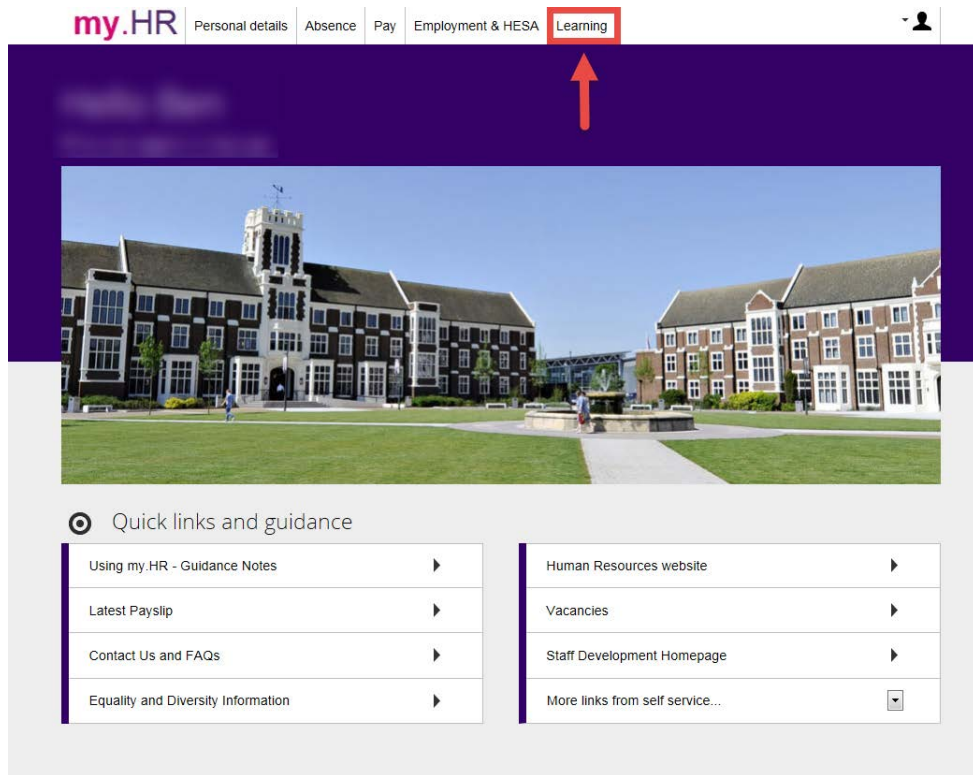 my.HR Personal details Absence Pay Employment & HESA Learning
Quick links and guidance
Using my.HR - Guidance Notes
Latest Payslip
Contact Us and FAQs
Equality and Diversity Information
Human Resources website
Vacancies
Staff Development Homepage
More links from self service...